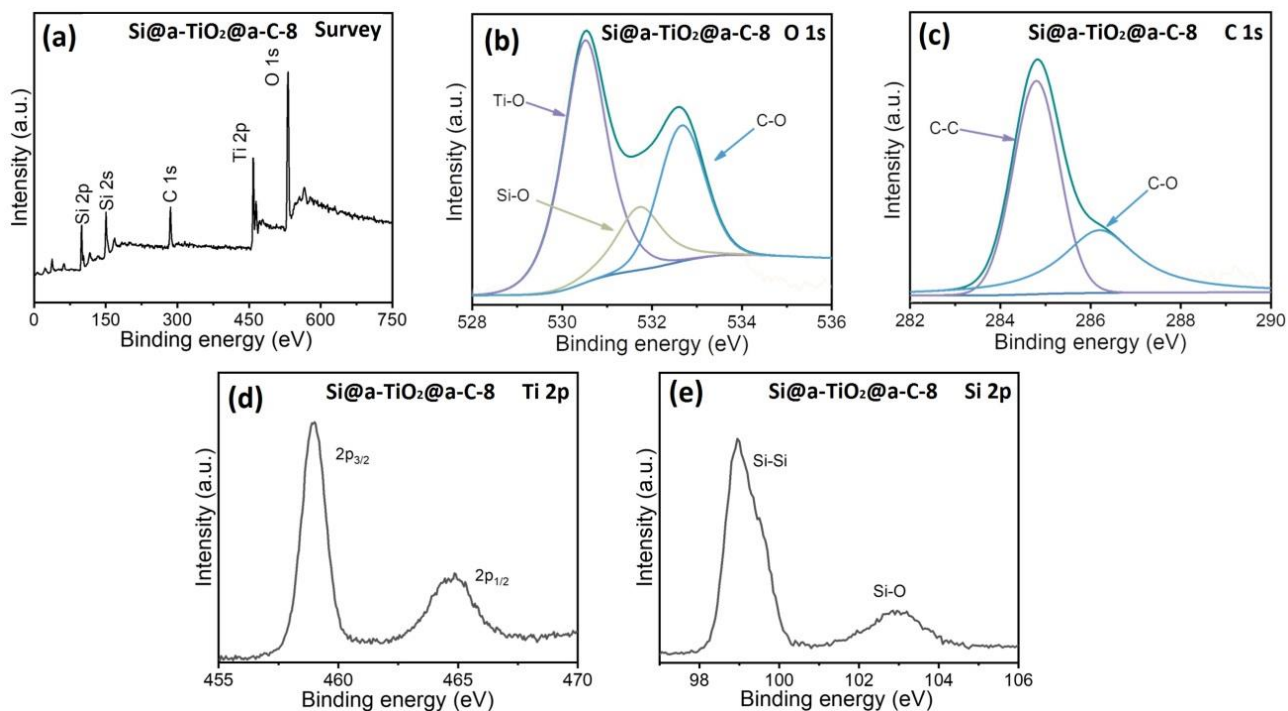 (a) Si@a-TiO₂@a-C-8 Survey
Intensity (a.u.)
Si 2p
Si 2s
C 1s
Ti 2p
O 1s
0 150 300 450 600 750
Binding energy (eV)
(b) Si@a-TiO₂@a-C-8 O 1s
Intensity (a.u.)
Ti-O
C-O
Si-O
528 530 532 534 536
Binding energy (eV)
(c) Si@a-TiO₂@a-C-8 C 1s
Intensity (a.u.)
C-C
C-O
282 284 286 288 290
Binding energy (eV)
(d) Si@a-TiO₂@a-C-8 Ti 2p
Intensity (a.u.)
2p₃/₂
2p₁/₂
455 460 465 470
Binding energy (eV)
(e) Si@a-TiO₂@a-C-8 Si 2p
Intensity (a.u.)
Si-Si
Si-O
98 100 102 104 106
Binding energy (eV)